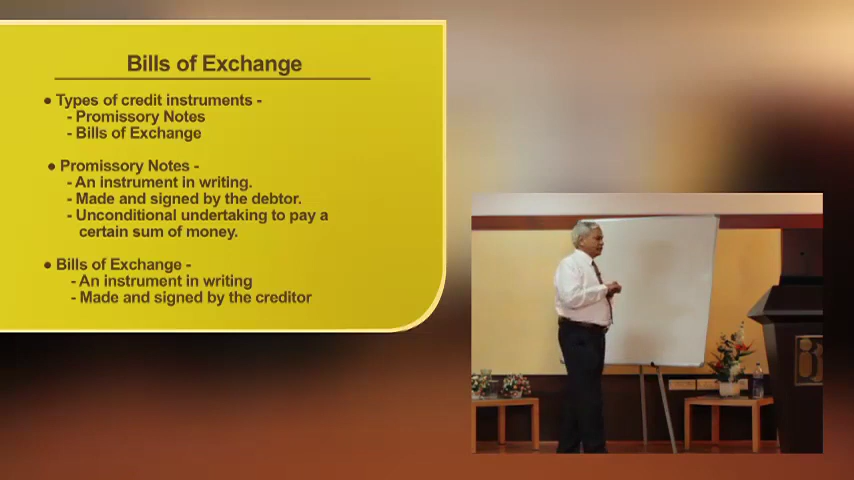 Bills of Exchange
● Types of credit instruments -
- Promissory Notes
- Bills of Exchange
● Promissory Notes -
- An instrument in writing.
- Made and signed by the debtor.
- Unconditional undertaking to pay a
certain sum of money.
● Bills of Exchange -
- An instrument in writing
- Made and signed by the creditor